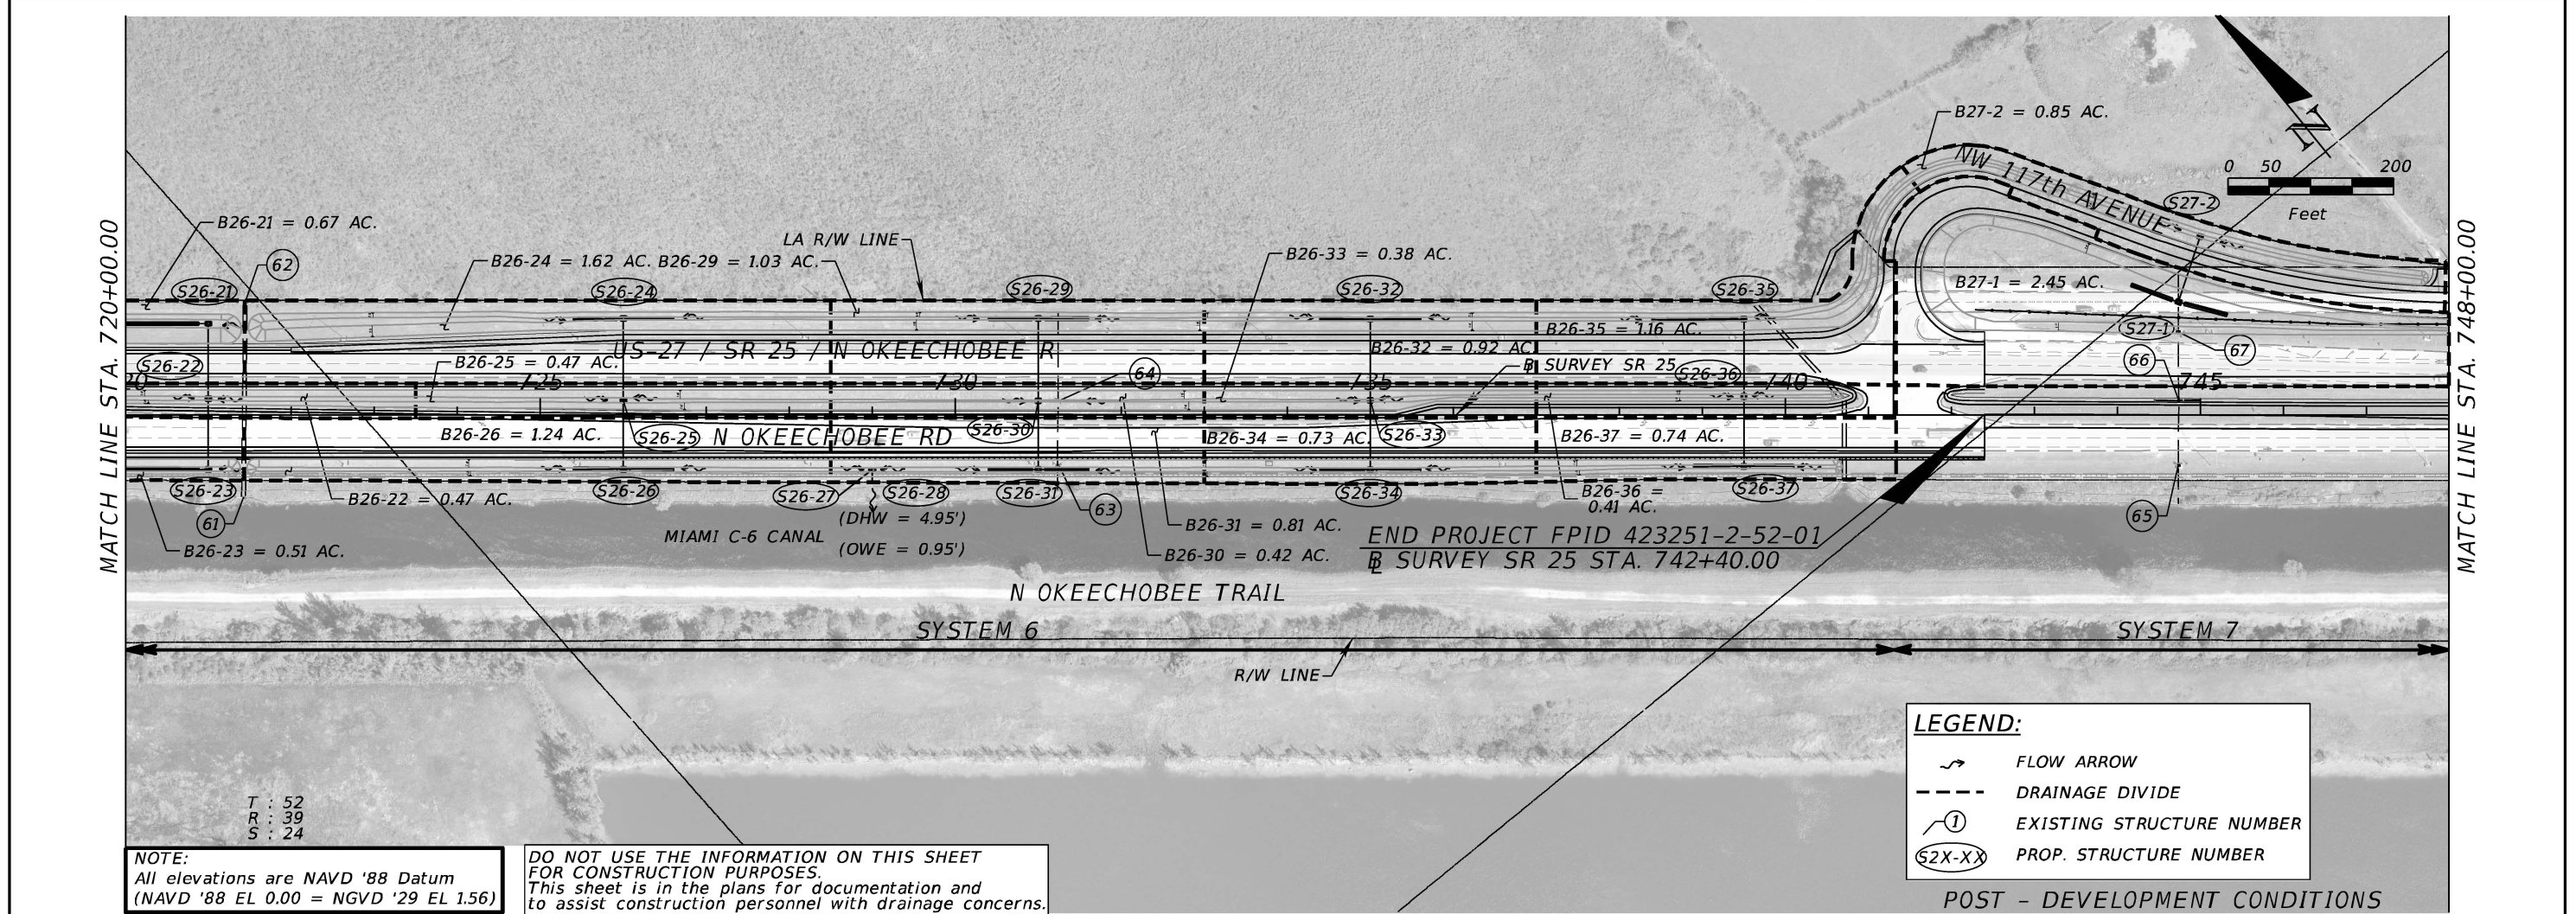 B27-2 = 0.85 AC.
N
0 50 200
Feet
NW 117th AVENUE
S27-2
B26-21 = 0.67 AC.
62
LA R/W LINE
B26-24 = 1.62 AC.
B26-29 = 1.03 AC.
B26-33 = 0.38 AC.
B27-1 = 2.45 AC.
S26-21
S26-24
S26-29
S26-32
S26-35
MATCH LINE STA. 720+00.00
MATCH LINE STA. 748+00.00
B26-35 = 1.16 AC.
S27-1
US-27 / SR 25 / N OKEECHOBEE R
B26-32 = 0.92 AC.
67
66
S26-22
B26-25 = 0.47 AC.
B SURVEY SR 25
S26-36
64
20
725
730
735
740
745
B26-26 = 1.24 AC.
S26-25
N OKEECHOBEE RD
S26-30
B26-34 = 0.73 AC.
S26-33
B26-37 = 0.74 AC.
S26-23
B26-22 = 0.47 AC.
S26-26
S26-27
S26-28
S26-31
S26-34
S26-37
B26-36 =
0.41 AC.
61
63
65
MIAMI C-6 CANAL
(DHW = 4.95')
(OWE = 0.95')
B26-31 = 0.81 AC.
B26-23 = 0.51 AC.
B26-30 = 0.42 AC.
END PROJECT FPID 423251-2-52-01
BL SURVEY SR 25 STA. 742+40.00
N OKEECHOBEE TRAIL
SYSTEM 6
SYSTEM 7
R/W LINE
LEGEND:
FLOW ARROW
DRAINAGE DIVIDE
1 EXISTING STRUCTURE NUMBER
S2X-XX PROP. STRUCTURE NUMBER
T : 52
R : 39
S : 24
NOTE:
All elevations are NAVD '88 Datum
(NAVD '88 EL 0.00 = NGVD '29 EL 1.56)
DO NOT USE THE INFORMATION ON THIS SHEET
FOR CONSTRUCTION PURPOSES.
This sheet is in the plans for documentation and
to assist construction personnel with drainage concerns.
POST - DEVELOPMENT CONDITIONS